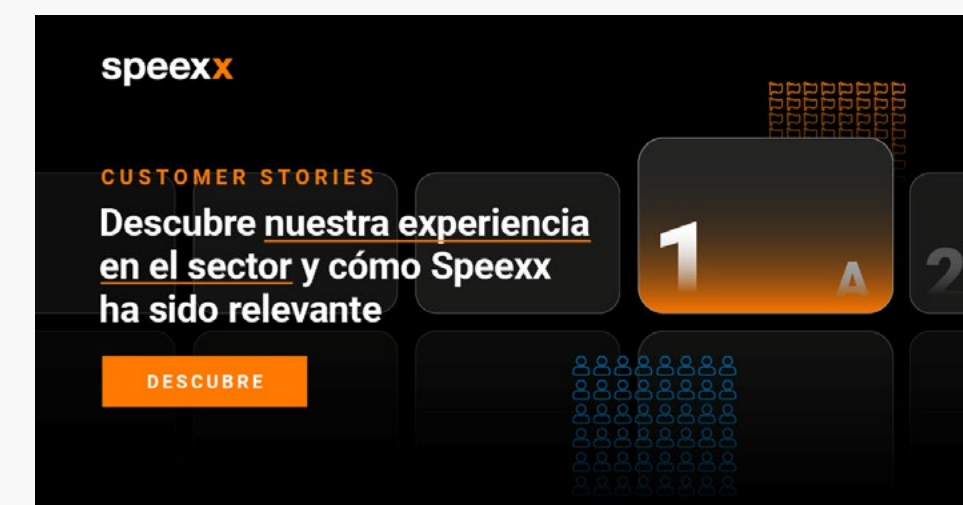 speexx
CUSTOMER STORIES
Descubre nuestra experiencia
en el sector y cómo Speexx
ha sido relevante
1
A
2
DESCUBRE